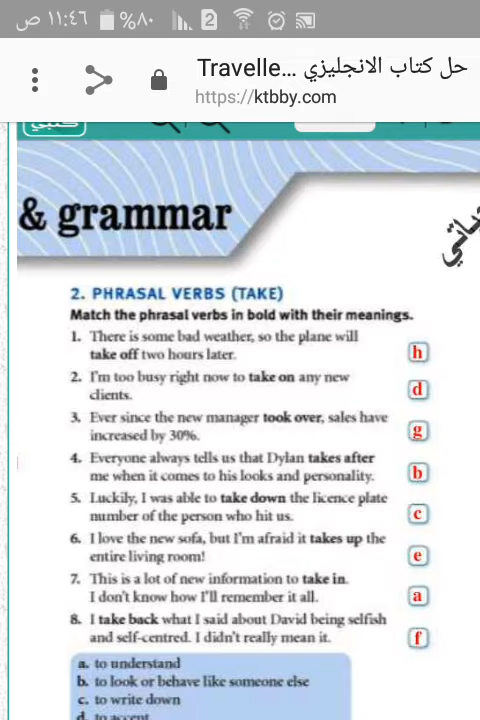 ١١:٤٦ ص
%٨٠
2
حل كتاب الانجليزي Travelle...
https://ktbby.com
كتبي
& grammar
2. PHRASAL VERBS (TAKE)
Match the phrasal verbs in bold with their meanings.
1. There is some bad weather, so the plane will
take off two hours later.
h
2. I'm too busy right now to take on any new
clients.
d
3. Ever since the new manager took over, sales have
increased by 30%.
g
4. Everyone always tells us that Dylan takes after
me when it comes to his looks and personality.
b
5. Luckily, I was able to take down the licence plate
number of the person who hit us.
c
6. I love the new sofa, but I'm afraid it takes up the
entire living room!
e
7. This is a lot of new information to take in.
I don't know how I'll remember it all.
a
8. I take back what I said about David being selfish
and self-centred. I didn't really mean it.
f
a. to understand
b. to look or behave like someone else
c. to write down
d. to accept